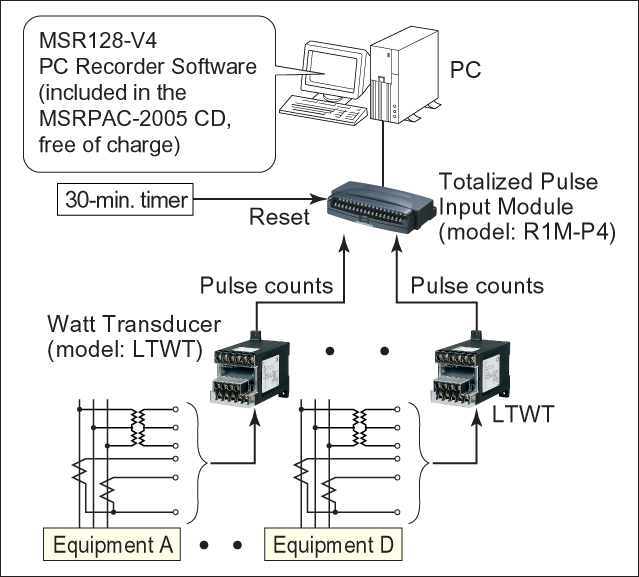 MSR128-V4
PC Recorder Software
(included in the
MSRPAC-2005 CD,
free of charge)
PC
30-min. timer
Reset
Totalized Pulse
Input Module
(model: R1M-P4)
Pulse counts
Pulse counts
Watt Transducer
(model: LTWT)
LTWT
Equipment A
Equipment D